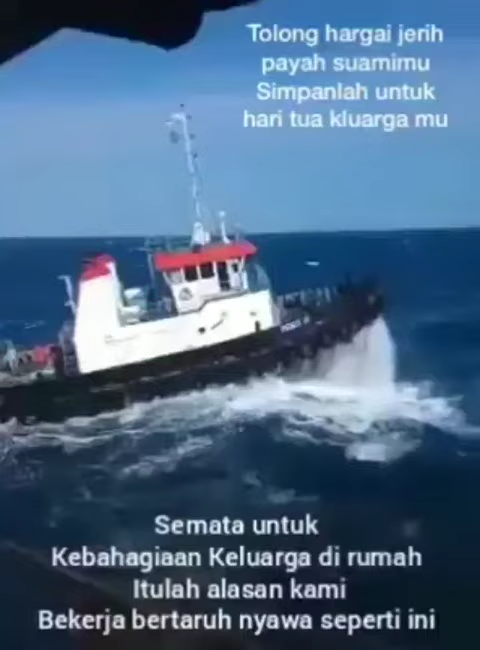 Tolong hargai jerih
payah suamimu
Simpanlah untuk
hari tua kluarga mu
Semata untuk
Kebahagiaan Keluarga di rumah
Itulah alasan kami
Bekerja bertaruh nyawa seperti ini